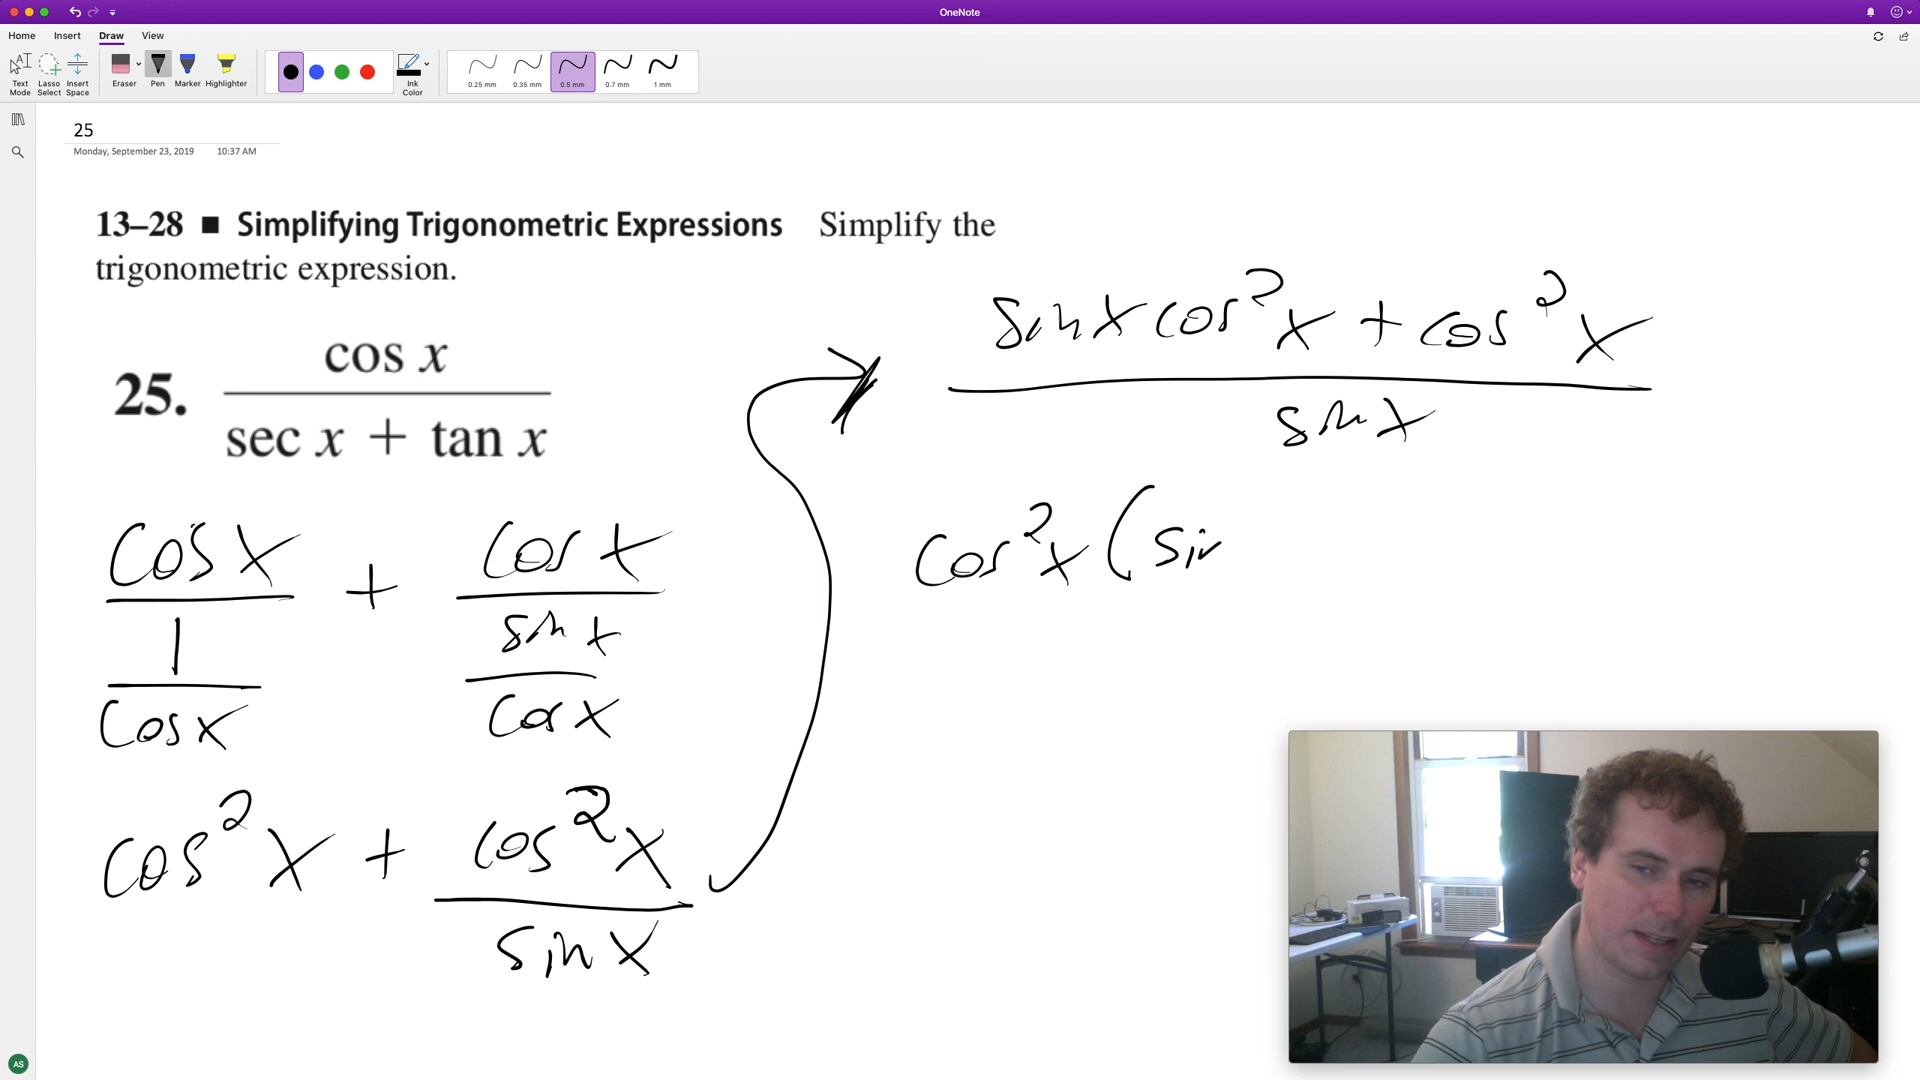 OneNote
Home Insert Draw View
Text Mode Lasso Select Insert Space Eraser Pen Marker Highlighter Ink Color 0.25 mm 0.35 mm 0.5 mm 0.7 mm 1 mm
25
Monday, September 23, 2019 10:37 AM
13–28 ■ Simplifying Trigonometric Expressions Simplify the
trigonometric expression.
25. cos x
sec x + tan x
cos x + cos x
1 sin x
cos x cos x
cos²x + cos²x
sin x
sin x cos²x + cos²x
sin x
cos²x (sin
AS